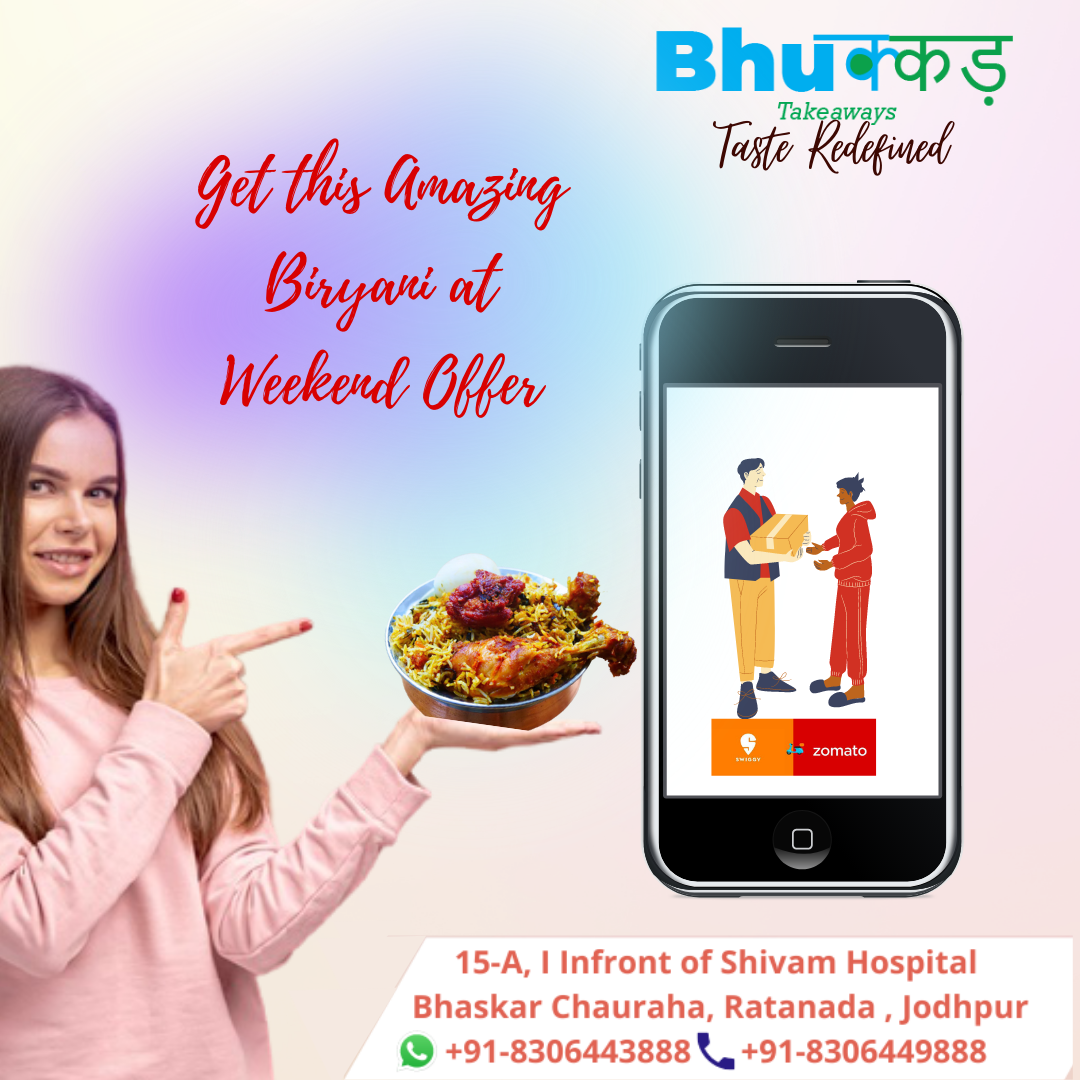 Bhuक्कड़
Takeaways
Taste Redefined
Get this Amazing
Biryani at
Weekend Offer
SWIGGY
zomato
15-A, I Infront of Shivam Hospital
Bhaskar Chauraha, Ratanada , Jodhpur
+91-8306443888 +91-8306449888